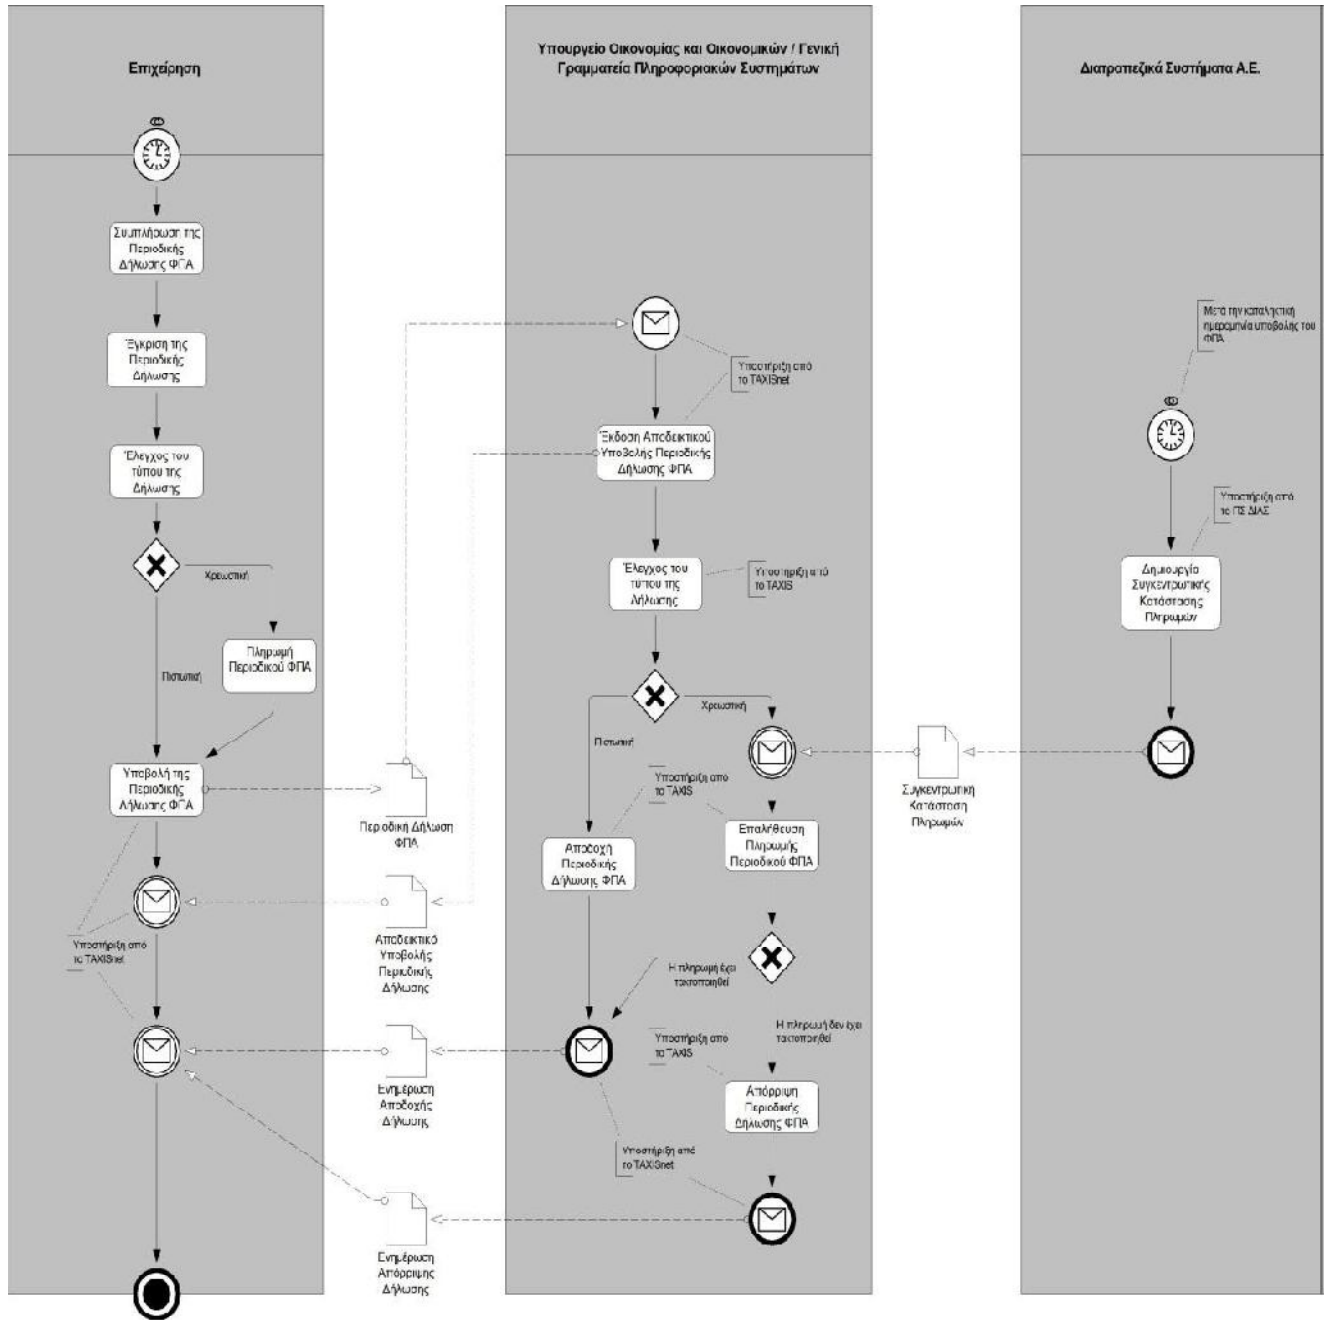 Επιχείρηση
Υπουργείο Οικονομίας και Οικονομικών / Γενική
Γραμματεία Πληροφοριακών Συστημάτων
Διατραπεζικά Συστήματα Α.Ε.
Συμπλήρωση της
Περιοδικής
Δήλωσης ΦΠΑ
Έγκριση της
Περιοδικής
Δήλωσης
Έλεγχος του
τύπου της
Δήλωσης
Χρεωστική
Πληρωμή
Περιοδικού ΦΠΑ
Πιστωτική
Υποβολή της
Περιοδικής
Δήλωσης ΦΠΑ
Υποστήριξη από
το TAXISnet
Περιοδική Δήλωση
ΦΠΑ
Αποδεικτικό
Υποβολής
Περιοδικής
Δήλωσης
Ενημέρωση
Αποδοχής
Δήλωσης
Ενημέρωση
Απόρριψης
Δήλωσης
Υποστήριξη από
το TAXISnet
Έκδοση Αποδεικτικού
Υποβολής Περιοδικής
Δήλωσης ΦΠΑ
Έλεγχος του
τύπου της
Δήλωσης
Υποστήριξη από
το TAXIS
Χρεωστική
Πιστωτική
Υποστήριξη από
το TAXIS
Αποδοχή
Περιοδικής
Δήλωσης ΦΠΑ
Επαλήθευση
Πληρωμής
Περιοδικού ΦΠΑ
Η πληρωμή έχει
τακτοποιηθεί
Η πληρωμή δεν έχει
τακτοποιηθεί
Υποστήριξη από
το TAXIS
Απόρριψη
Περιοδικής
Δήλωσης ΦΠΑ
Υποστήριξη από
το TAXISnet
Συγκεντρωτική
Κατάσταση
Πληρωμών
Μετά την καταληκτική
ημερομηνία υποβολής του
ΦΠΑ
Υποστήριξη από
το ΠΣ ΔΙΑΣ
Δημιουργία
Συγκεντρωτικής
Κατάστασης
Πληρωμών